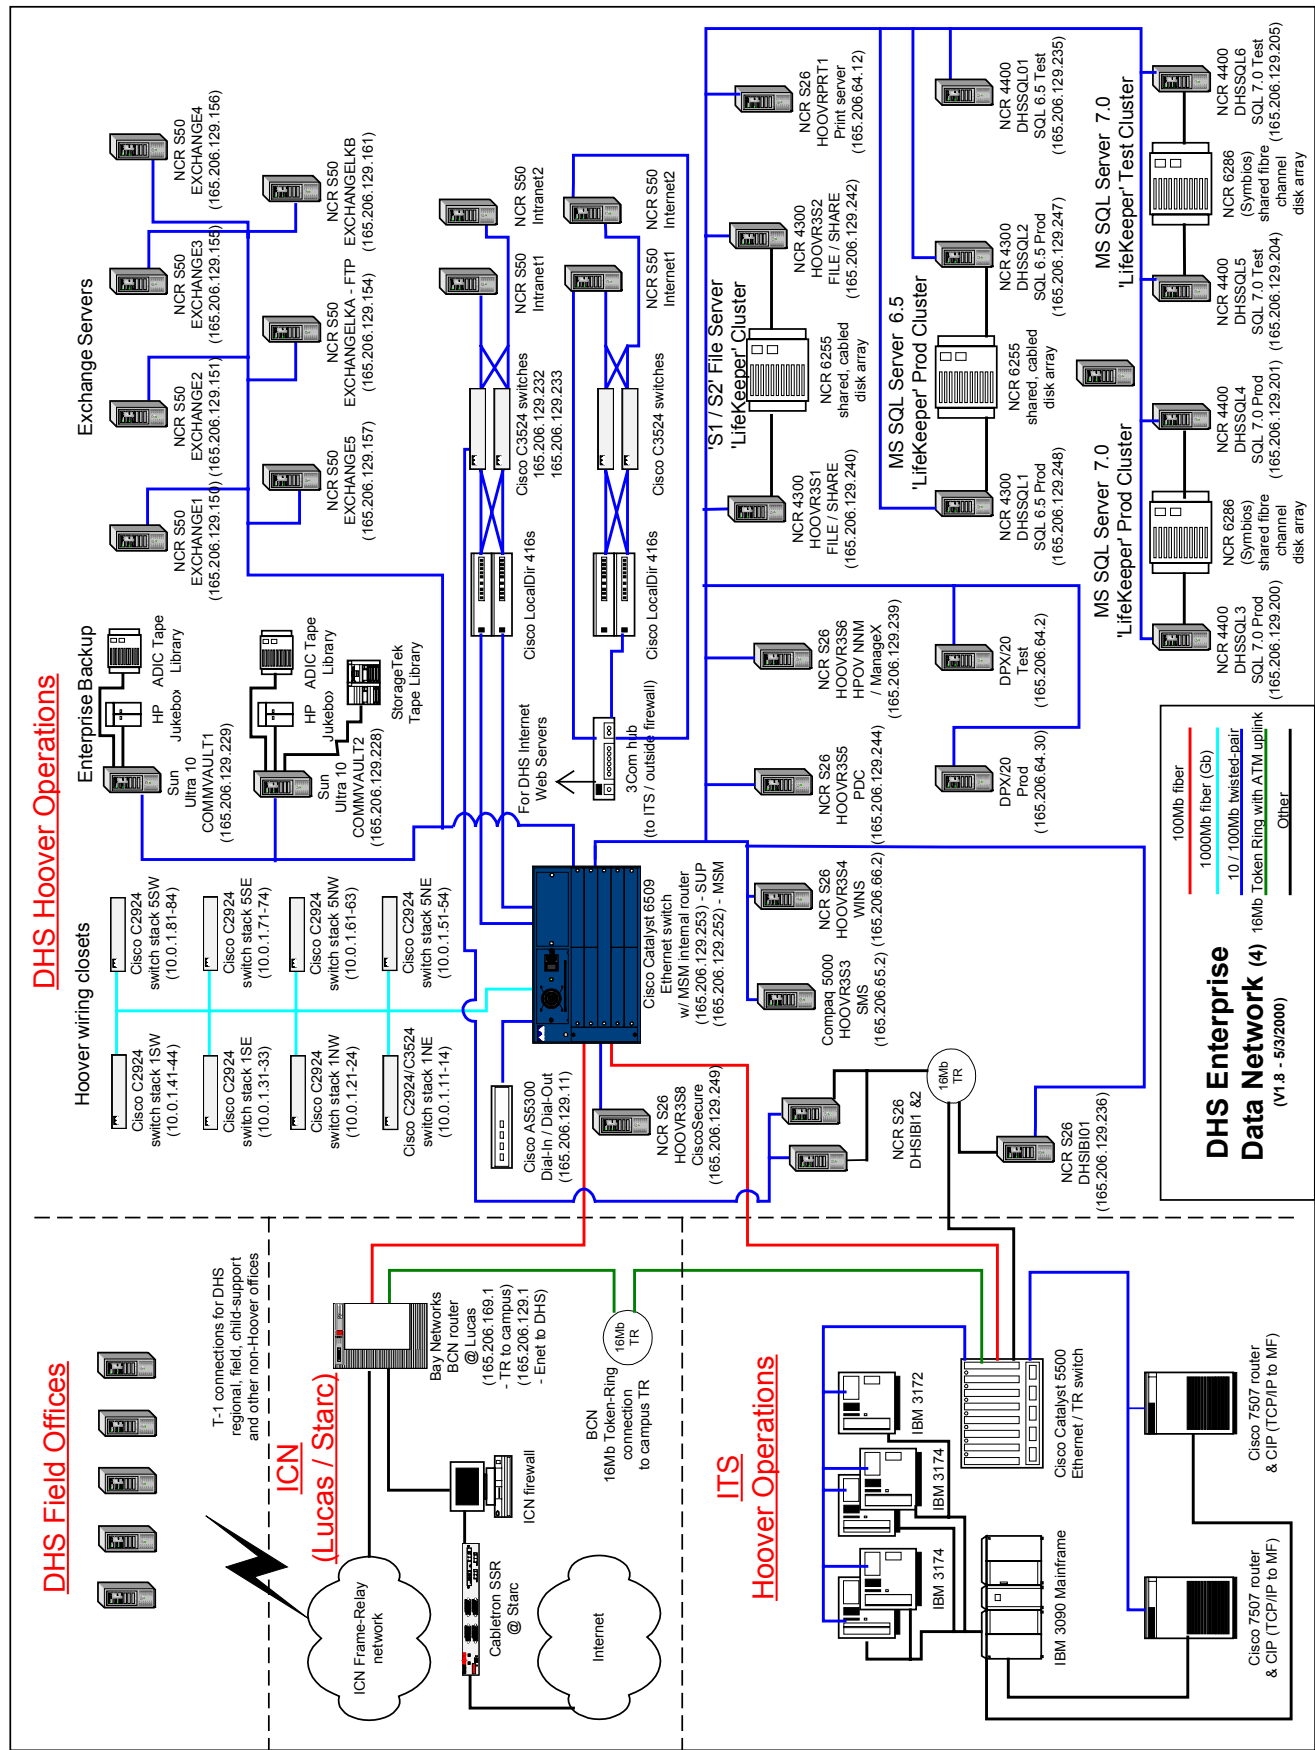 DHS Field Offices
T-1 connections for DHS
regional, field, child-support
and other non-Hoover offices
ICN
(Lucas / Starc)
ICN Frame-Relay
network
Bay Networks
BCN router
@ Lucas
(165.206.169.1
- TR to campus)
(165.206.129.1
- Enet to DHS)
ICN firewall
Cabletron SSR
@ Starc
Internet
16Mb
TR
BCN
16Mb Token-Ring
connection
to campus TR
ITS
Hoover Operations
IBM 3172
IBM 3174
IBM 3174
IBM 3090 Mainframe
Cisco Catalyst 5500
Ethernet / TR switch
Cisco 7507 router
& CIP (TCP/IP to MF)
Cisco 7507 router
& CIP (TCP/IP to MF)
DHS Hoover Operations
Hoover wiring closets
Cisco C2924
switch stack 1SW
(10.0.1.41-44)
Cisco C2924
switch stack 5SW
(10.0.1.81-84)
Cisco C2924
switch stack 1SE
(10.0.1.31-33)
Cisco C2924
switch stack 5SE
(10.0.1.71-74)
Cisco C2924
switch stack 1NW
(10.0.1.21-24)
Cisco C2924
switch stack 5NW
(10.0.1.61-63)
Cisco C2924/C3524
switch stack 1NE
(10.0.1.11-14)
Cisco C2924
switch stack 5NE
(10.0.1.51-54)
Enterprise Backup
Sun
Ultra 10
COMMVAULT1
(165.206.129.229)
HP
Jukebox
ADIC Tape
Library
Sun
Ultra 10
COMMVAULT2
(165.206.129.228)
HP
Jukebox
ADIC Tape
Library
StorageTek
Tape Library
Exchange Servers
NCR S50
EXCHANGE1
(165.206.129.150)
NCR S50
EXCHANGE2
(165.206.129.151)
NCR S50
EXCHANGE3
(165.206.129.155)
NCR S50
EXCHANGE4
(165.206.129.156)
NCR S50
EXCHANGE5
(165.206.129.157)
NCR S50
EXCHANGELKA - FTP
(165.206.129.154)
NCR S50
EXCHANGELKB
(165.206.129.161)
Cisco AS5300
Dial-In / Dial-Out
(165.206.129.11)
NCR S26
HOOVR3S8
CiscoSecure
(165.206.129.249)
Cisco Catalyst 6509
Ethernet switch
w/ MSM internal router
(165.206.129.253) - SUP
(165.206.129.252) - MSM
For DHS Internet
Web Servers
3Com hub
(to ITS / outside firewall)
Cisco LocalDir 416s
Cisco C3524 switches
165.206.129.232
165.206.129.233
NCR S50
Intranet1
NCR S50
Intranet2
Cisco LocalDir 416s
Cisco C3524 switches
NCR S50
Internet1
NCR S50
Internet2
NCR S26
DHSIBI1 &2
16Mb
TR
NCR S26
DHSIBI01
(165.206.129.236)
Compaq 5000
HOOVR3S3
SMS
(165.206.65.2)
NCR S26
HOOVR3S4
WINS
(165.206.66.2)
NCR S26
HOOVR3S5
PDC
(165.206.129.244)
NCR S26
HOOVR3S6
HPOV NNM
/ ManageX
(165.206.129.239)
DPX/20
Prod
(165.206.64.30)
DPX/20
Test
(165.206.64.2)
'S1 / S2' File Server
'LifeKeeper' Cluster
NCR 4300
HOOVR3S1
FILE / SHARE
(165.206.129.240)
NCR 6255
shared, cabled
disk array
NCR 4300
HOOVR3S2
FILE / SHARE
(165.206.129.242)
NCR S26
HOOVRPRT1
Print server
(165.206.64.12)
MS SQL Server 6.5
'LifeKeeper' Prod Cluster
NCR 4300
DHSSQL1
SQL 6.5 Prod
(165.206.129.248)
NCR 6255
shared, cabled
disk array
NCR 4300
DHSSQL2
SQL 6.5 Prod
(165.206.129.247)
NCR 4400
DHSSQL01
SQL 6.5 Test
(165.206.129.235)
MS SQL Server 7.0
'LifeKeeper' Prod Cluster
NCR 4400
DHSSQL3
SQL 7.0 Prod
(165.206.129.200)
NCR 6286
(Symbios)
shared fibre
channel
disk array
NCR 4400
DHSSQL4
SQL 7.0 Prod
(165.206.129.201)
MS SQL Server 7.0
'LifeKeeper' Test Cluster
NCR 4400
DHSSQL5
SQL 7.0 Test
(165.206.129.204)
NCR 6286
(Symbios)
shared fibre
channel
disk array
NCR 4400
DHSSQL6
SQL 7.0 Test
(165.206.129.205)
DHS Enterprise
Data Network (4)
(V1.8 - 5/3/2000)
100Mb fiber
1000Mb fiber (Gb)
10 / 100Mb twisted-pair
16Mb Token Ring with ATM uplink
Other